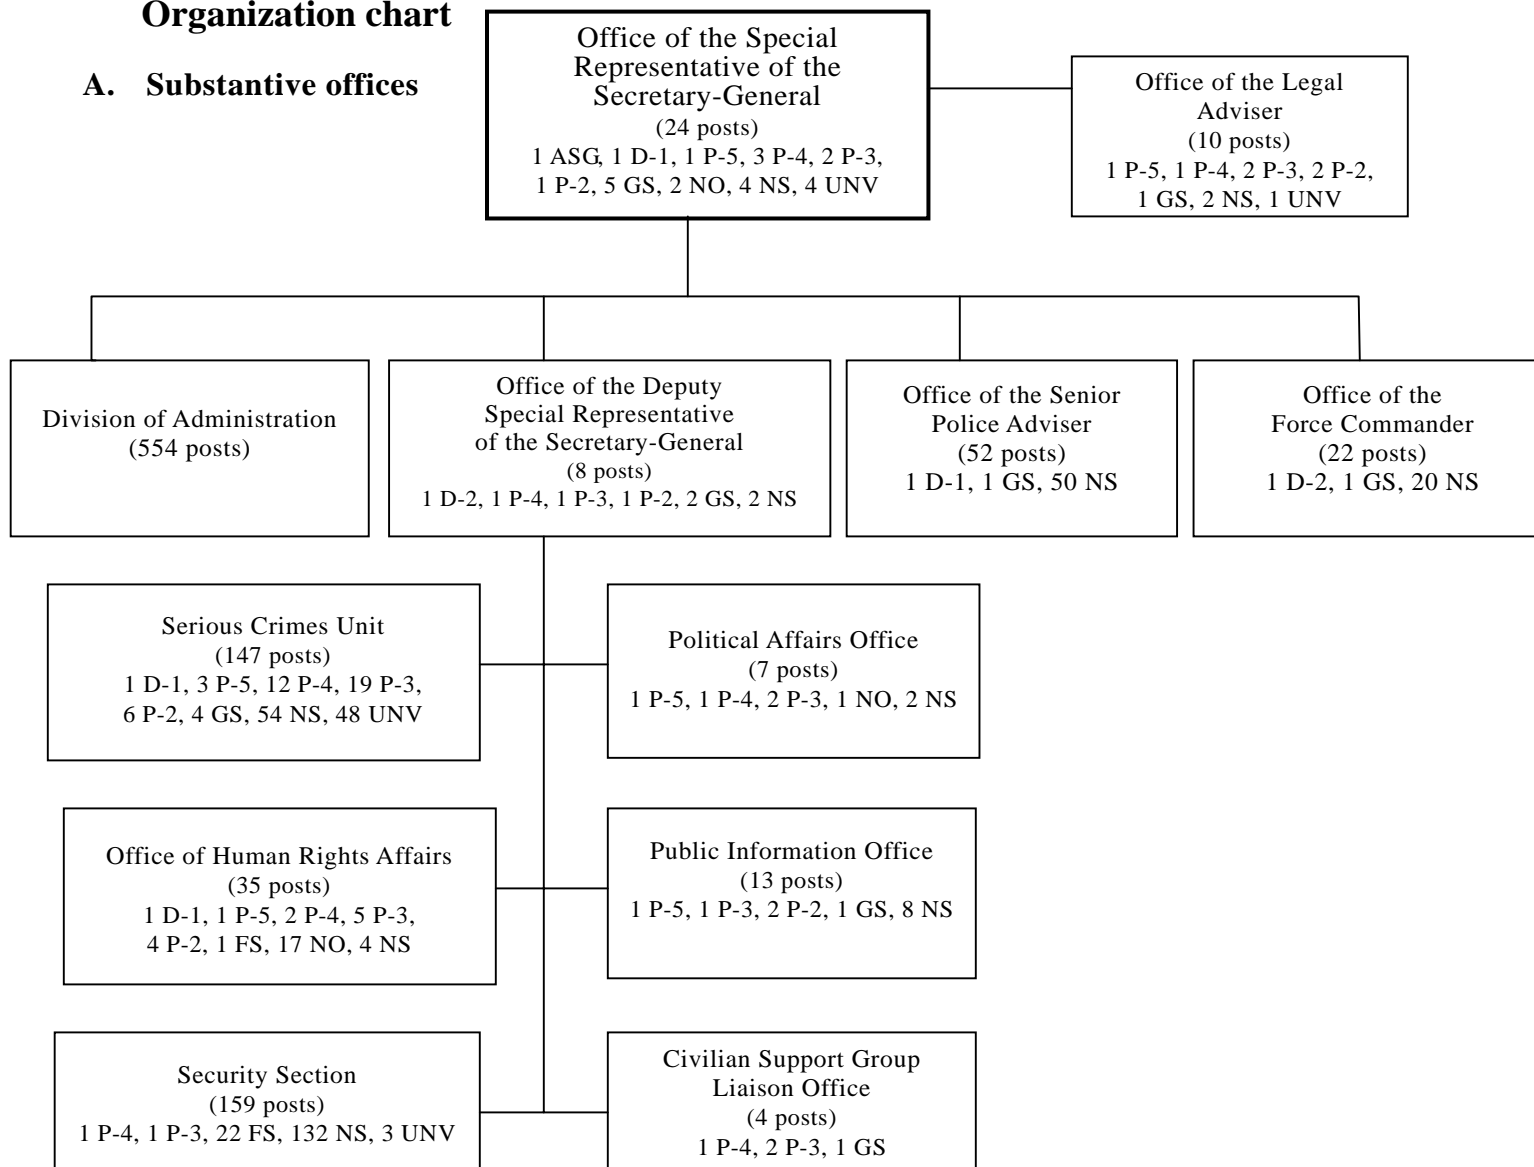 Organization chart
A. Substantive offices
Office of the Special
Representative of the
Secretary-General
(24 posts)
1 ASG, 1 D-1, 1 P-5, 3 P-4, 2 P-3,
1 P-2, 5 GS, 2 NO, 4 NS, 4 UNV
Office of the Legal
Adviser
(10 posts)
1 P-5, 1 P-4, 2 P-3, 2 P-2,
1 GS, 2 NS, 1 UNV
Division of Administration
(554 posts)
Office of the Deputy
Special Representative
of the Secretary-General
(8 posts)
1 D-2, 1 P-4, 1 P-3, 1 P-2, 2 GS, 2 NS
Office of the Senior
Police Adviser
(52 posts)
1 D-1, 1 GS, 50 NS
Office of the
Force Commander
(22 posts)
1 D-2, 1 GS, 20 NS
Serious Crimes Unit
(147 posts)
1 D-1, 3 P-5, 12 P-4, 19 P-3,
6 P-2, 4 GS, 54 NS, 48 UNV
Political Affairs Office
(7 posts)
1 P-5, 1 P-4, 2 P-3, 1 NO, 2 NS
Office of Human Rights Affairs
(35 posts)
1 D-1, 1 P-5, 2 P-4, 5 P-3,
4 P-2, 1 FS, 17 NO, 4 NS
Public Information Office
(13 posts)
1 P-5, 1 P-3, 2 P-2, 1 GS, 8 NS
Security Section
(159 posts)
1 P-4, 1 P-3, 22 FS, 132 NS, 3 UNV
Civilian Support Group
Liaison Office
(4 posts)
1 P-4, 2 P-3, 1 GS